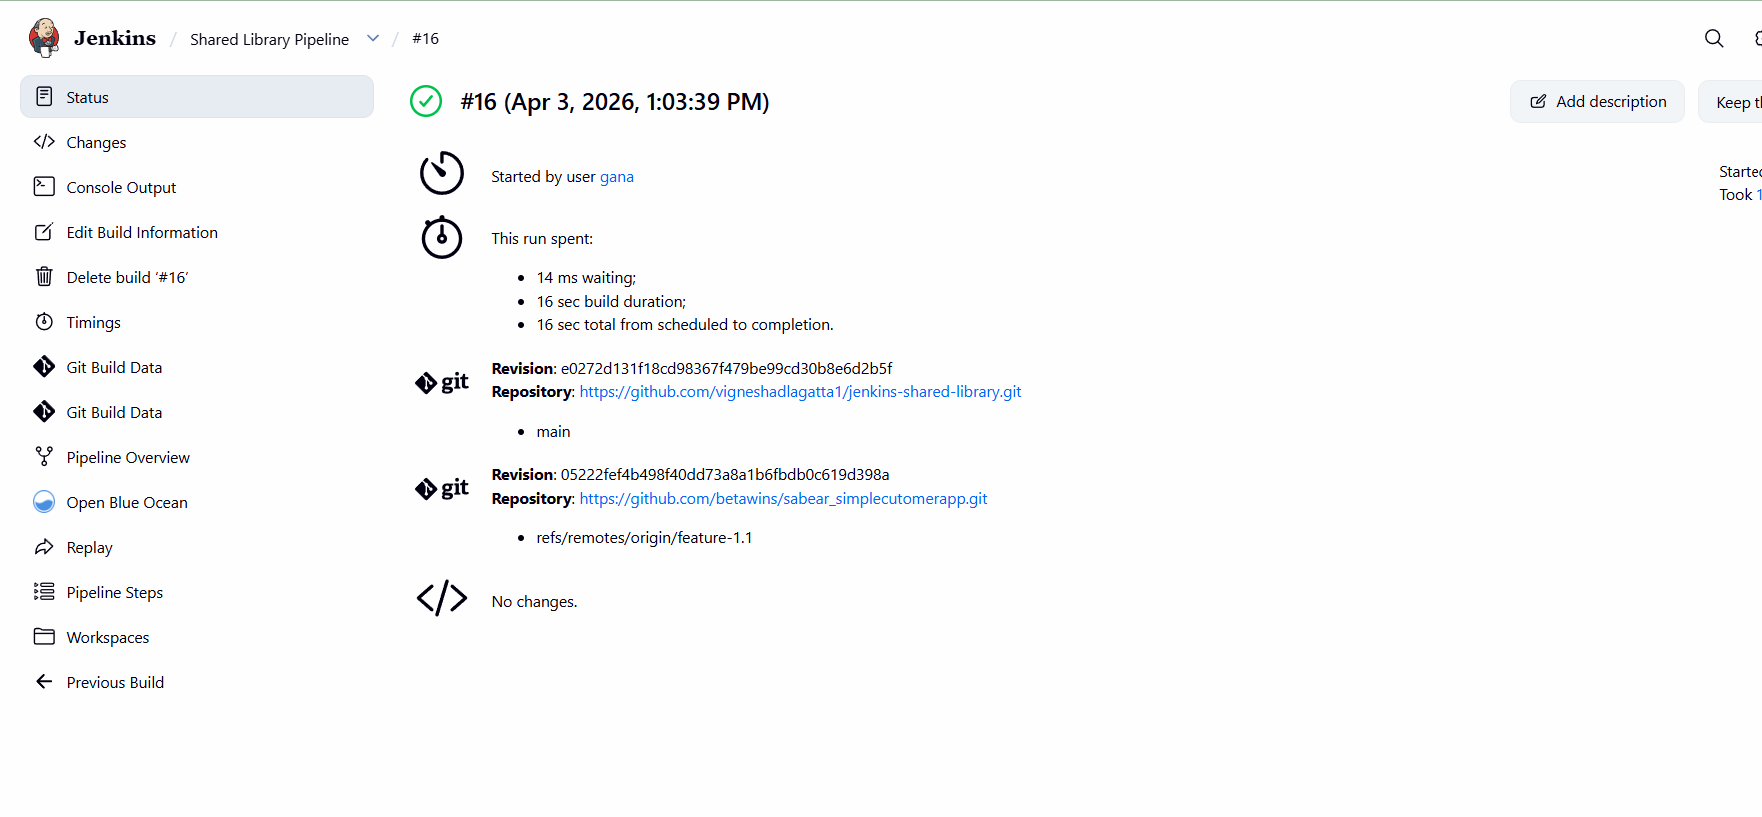 Jenkins / Shared Library Pipeline / #16
Status
Changes
Console Output
Edit Build Information
Delete build ‘#16’
Timings
Git Build Data
Git Build Data
Pipeline Overview
Open Blue Ocean
Replay
Pipeline Steps
Workspaces
Previous Build
#16 (Apr 3, 2026, 1:03:39 PM)
Add description
Keep
Started by user gana
This run spent:
14 ms waiting;
16 sec build duration;
16 sec total from scheduled to completion.
git
Revision: e0272d131f18cd98367f479be99cd30b8e6d2b5f
Repository: https://github.com/vigneshadlagatta1/jenkins-shared-library.git
main
git
Revision: 05222fef4b498f40dd73a8a1b6fbdb0c619d398a
Repository: https://github.com/betawins/sabear_simplecutomerapp.git
refs/remotes/origin/feature-1.1
No changes.
Took